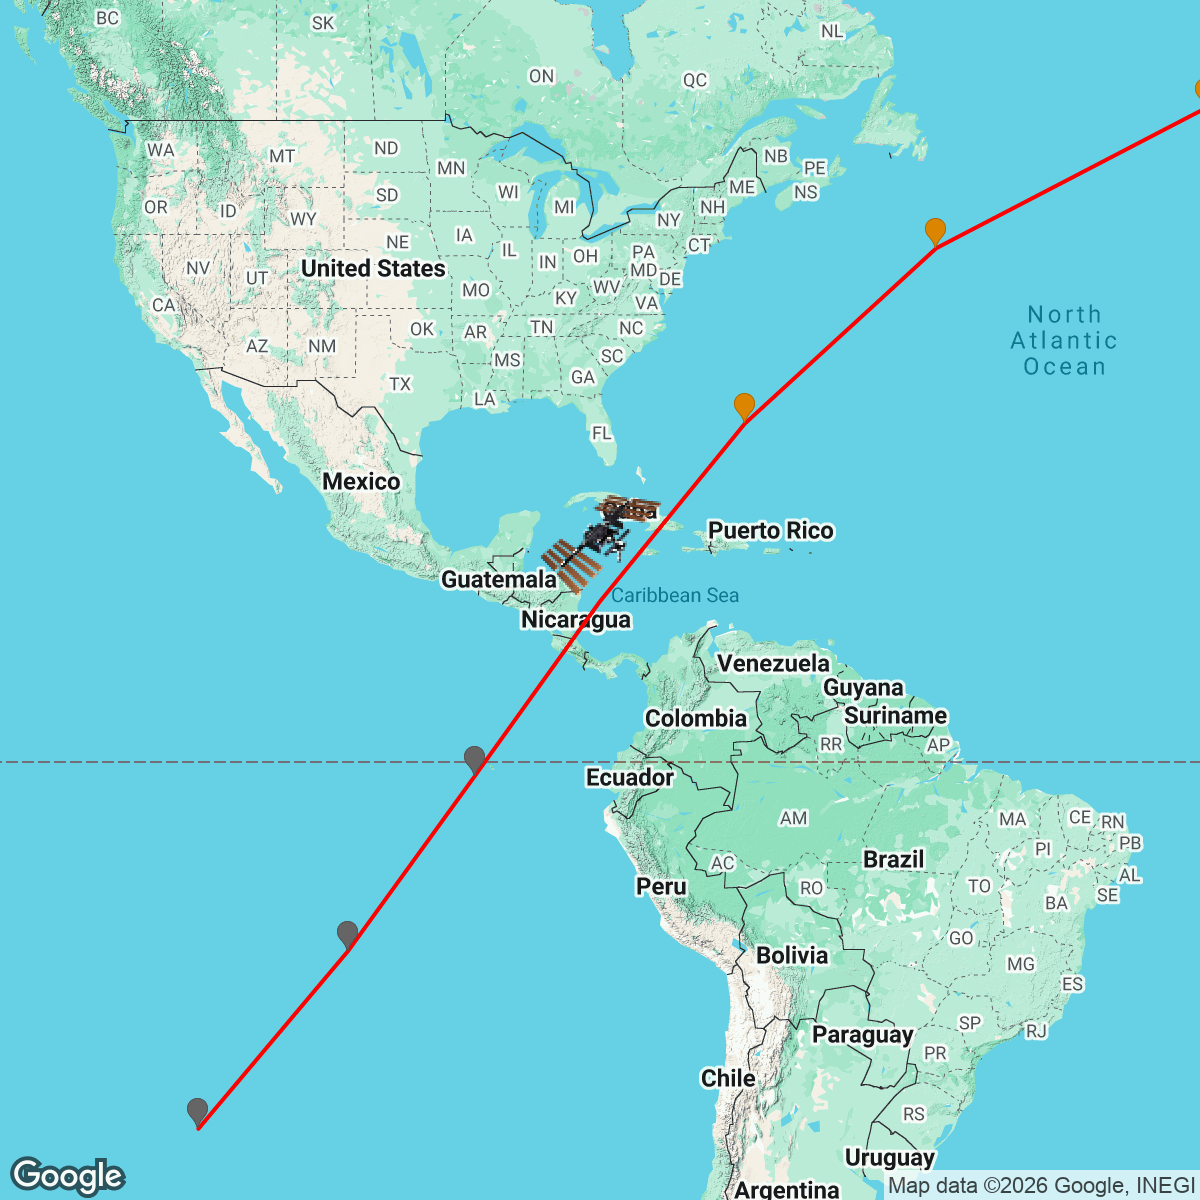 BC
SK
NL
ON
QC
WA
MT
ND
MN
NB
PE
OR
ID
WY
SD
WI
MI
ME
NS
NH
NY
NE
IA
IL
IN
OH
PA
CT
NV
UT
United States
MD
DE
CA
MO
KY
WV
VA
North
Atlantic
Ocean
OK
AR
TN
NC
AZ
NM
MS
SC
TX
LA
GA
FL
Mexico
Puerto Rico
Guatemala
Caribbean Sea
Nicaragua
Venezuela
Guyana
Suriname
Colombia
RR
AP
Ecuador
AM
MA
CE
RN
PB
PI
AC
Brazil
AL
Peru
RO
TO
SE
BA
GO
Bolivia
MG
ES
SP
RJ
Paraguay
PR
Chile
RS
Uruguay
Argentina
Google
Map data ©2026 Google, INEGI